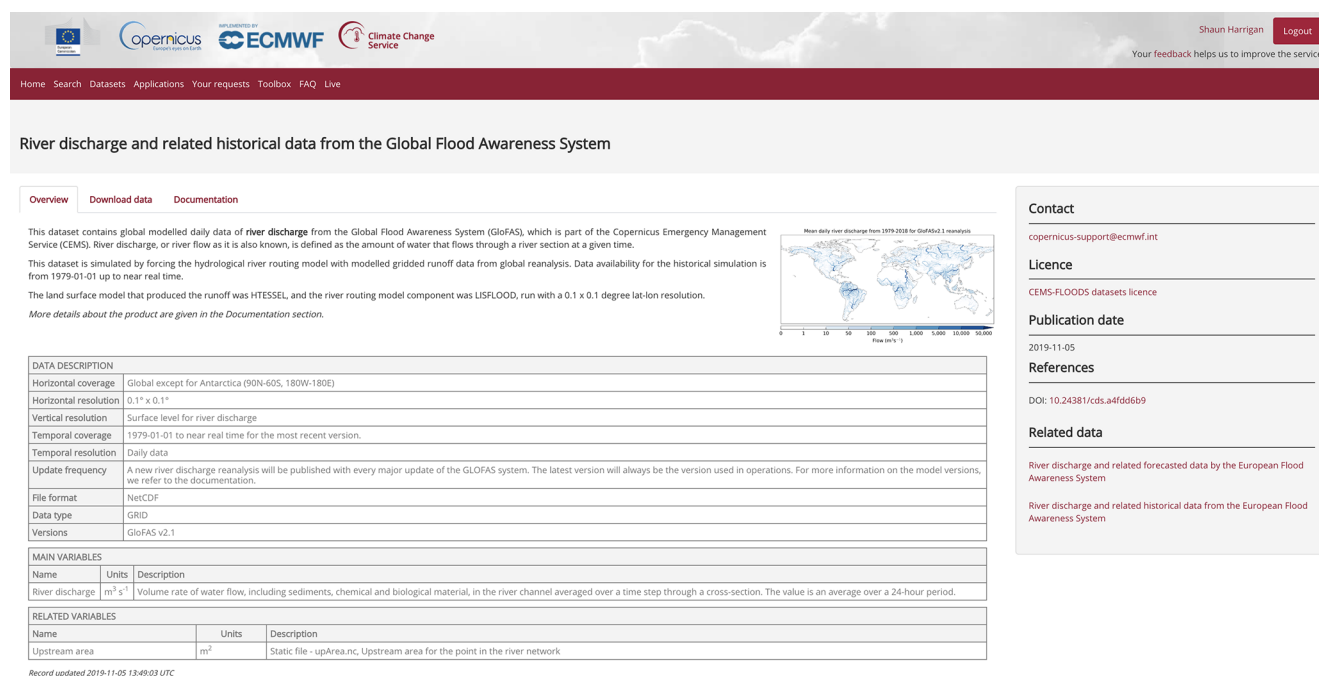 European
Commission
Copernicus
Europe's eyes on Earth
IMPLEMENTED BY
ECMWF
Climate Change
Service
Shaun Harrigan
Logout
Your feedback helps us to improve the service
Home Search Datasets Applications Your requests Toolbox FAQ Live
River discharge and related historical data from the Global Flood Awareness System
Overview Download data Documentation
This dataset contains global modelled daily data of river discharge from the Global Flood Awareness System (GloFAS), which is part of the Copernicus Emergency Management
Service (CEMS). River discharge, or river flow as it is also known, is defined as the amount of water that flows through a river section at a given time.
This dataset is simulated by forcing the hydrological river routing model with modelled gridded runoff data from global reanalysis. Data availability for the historical simulation is
from 1979-01-01 up to near real time.
The land surface model that produced the runoff was HTESSEL, and the river routing model component was LISFLOOD, run with a 0.1 x 0.1 degree lat-lon resolution.
More details about the product are given in the Documentation section.
Mean daily river discharge from 1979-2018 for GloFASv2.1 reanalysis
0 1 10 50 100 500 1,000 5,000 10,000 50,000
Flow (m³s⁻¹)
DATA DESCRIPTION
Horizontal coverage Global except for Antarctica (90N-60S, 180W-180E)
Horizontal resolution 0.1° x 0.1°
Vertical resolution Surface level for river discharge
Temporal coverage 1979-01-01 to near real time for the most recent version.
Temporal resolution Daily data
Update frequency A new river discharge reanalysis will be published with every major update of the GLOFAS system. The latest version will always be the version used in operations. For more information on the model versions,
we refer to the documentation.
File format NetCDF
Data type GRID
Versions GloFAS v2.1
MAIN VARIABLES
Name Units Description
River discharge m³ s⁻¹ Volume rate of water flow, including sediments, chemical and biological material, in the river channel averaged over a time step through a cross-section. The value is an average over a 24-hour period.
RELATED VARIABLES
Name Units Description
Upstream area m² Static file - upArea.nc, Upstream area for the point in the river network
Record updated 2019-11-05 13:49:03 UTC
Contact
copernicus-support@ecmwf.int
Licence
CEMS-FLOODS datasets licence
Publication date
2019-11-05
References
DOI: 10.24381/cds.a4fdd6b9
Related data
River discharge and related forecasted data by the European Flood
Awareness System
River discharge and related historical data from the European Flood
Awareness System